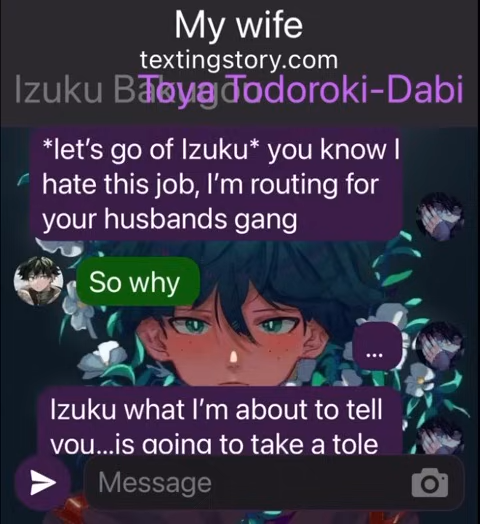 My wife
textingstory.com
Izuku Bakugou Toya Todoroki-Dabi
*let's go of Izuku* you know I
hate this job, I'm routing for
your husbands gang
So why
...
Izuku what I'm about to tell
you...is going to take a tole
Message